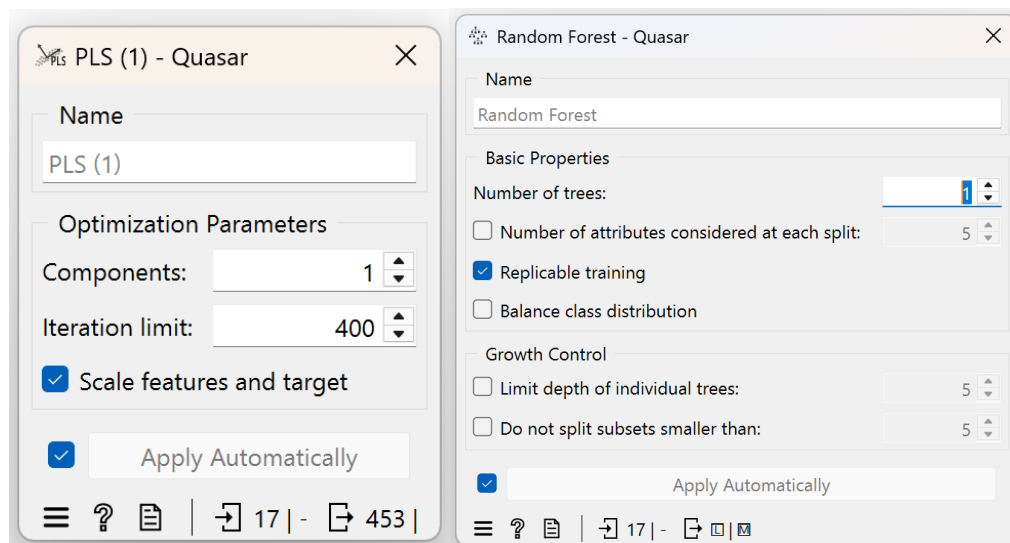 PLS (1) - Quasar
Name
PLS (1)
Optimization Parameters
Components: 1
Iteration limit: 400
Scale features and target
Apply Automatically
17 | - 453 |
Random Forest - Quasar
Name
Random Forest
Basic Properties
Number of trees: 1
Number of attributes considered at each split: 5
Replicable training
Balance class distribution
Growth Control
Limit depth of individual trees: 5
Do not split subsets smaller than: 5
Apply Automatically
17 | - L | M